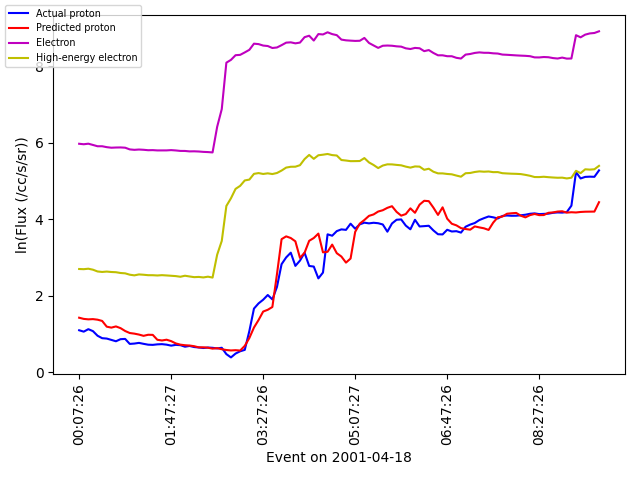 Actual proton
Predicted proton
Electron
High-energy electron
8
6
4
2
0
ln(Flux (/cc/s/sr))
00:07:26
01:47:27
03:27:26
05:07:27
06:47:26
08:27:26
Event on 2001-04-18